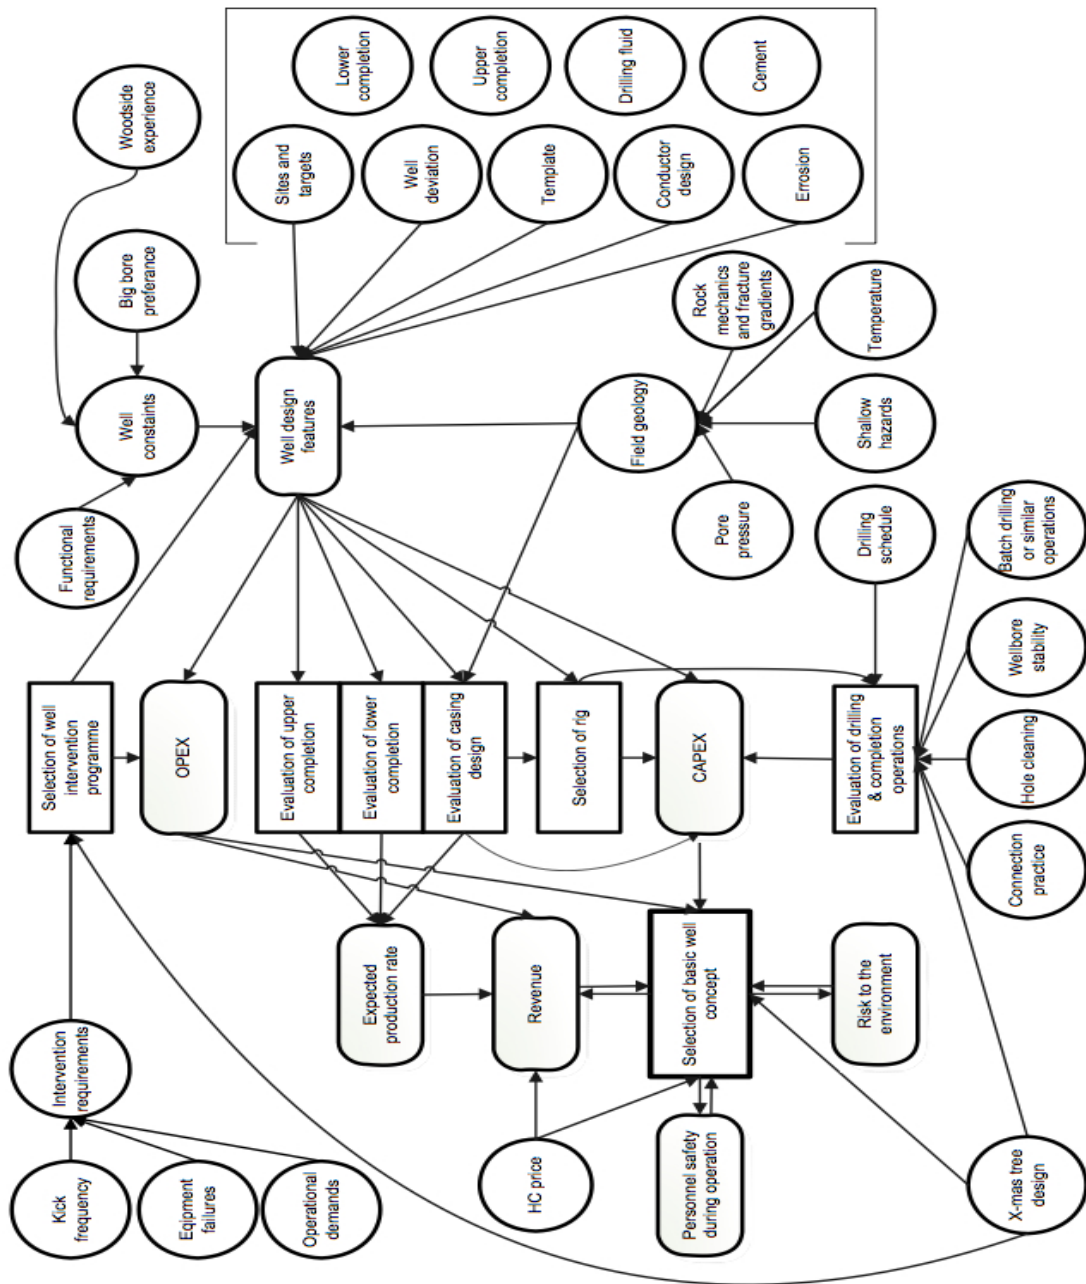 Kick
frequency
Eqipment
failures
Operational
demands
Intervention
requirements
Selection of well
intervention
programme
Functional
requirements
Well
constaints
Big bore
preferance
Woodside
experience
OPEX
Well design
features
Evaluation of upper
completion
Evaluation of lower
completion
Evaluation of casing
design
Expected
production rate
Sites and
targets
Lower
completion
Well
deviation
Upper
completion
Template
Drilling fluid
Conductor
design
Cement
Errosion
HC price
Revenue
Selection of rig
Field geology
Pore
pressure
Rock
mechanics
and fracture
gradients
Personnel safety
during operation
Selection of basic well
concept
CAPEX
Drilling
schedule
Shallow
hazards
Temperature
Risk to the
environment
Evaluation of drilling
& completion
operations
X-mas tree
design
Connection
practice
Hole cleaning
Wellbore
stability
Batch drilling
or similar
operations